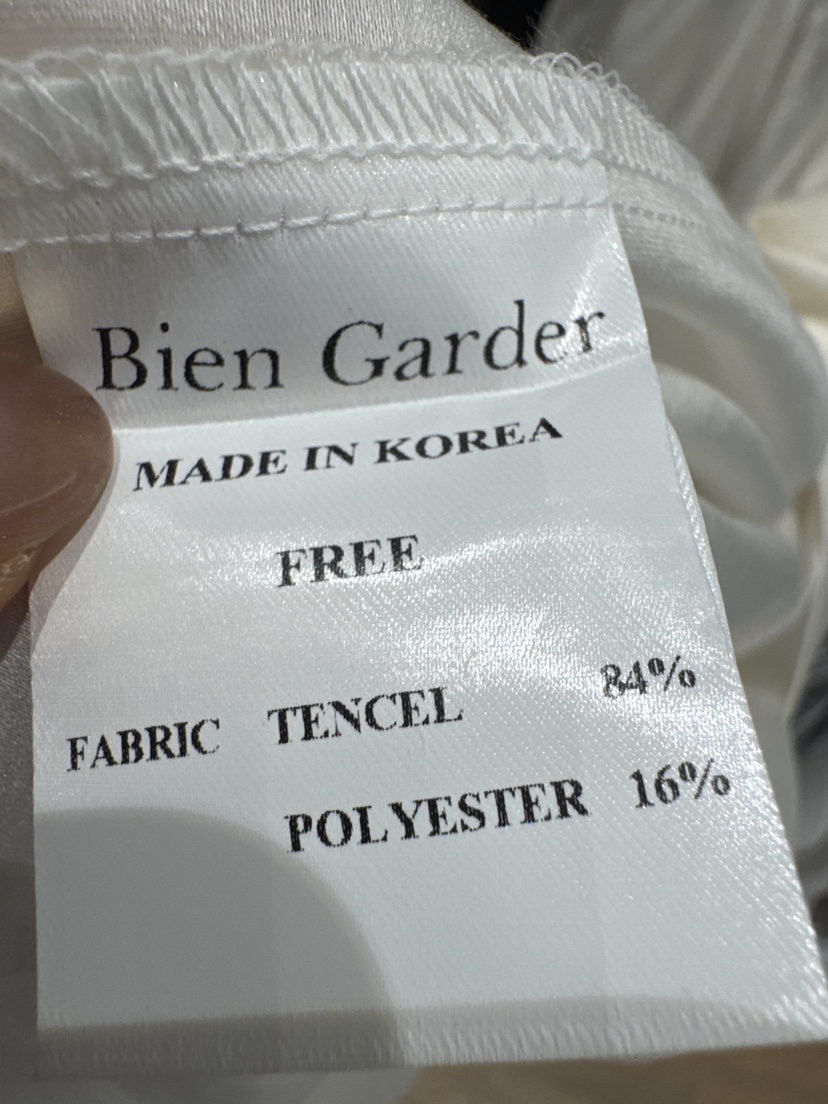 Bien Garder
MADE IN KOREA
FREE
FABRIC TENCEL 84%
POLYESTER 16%